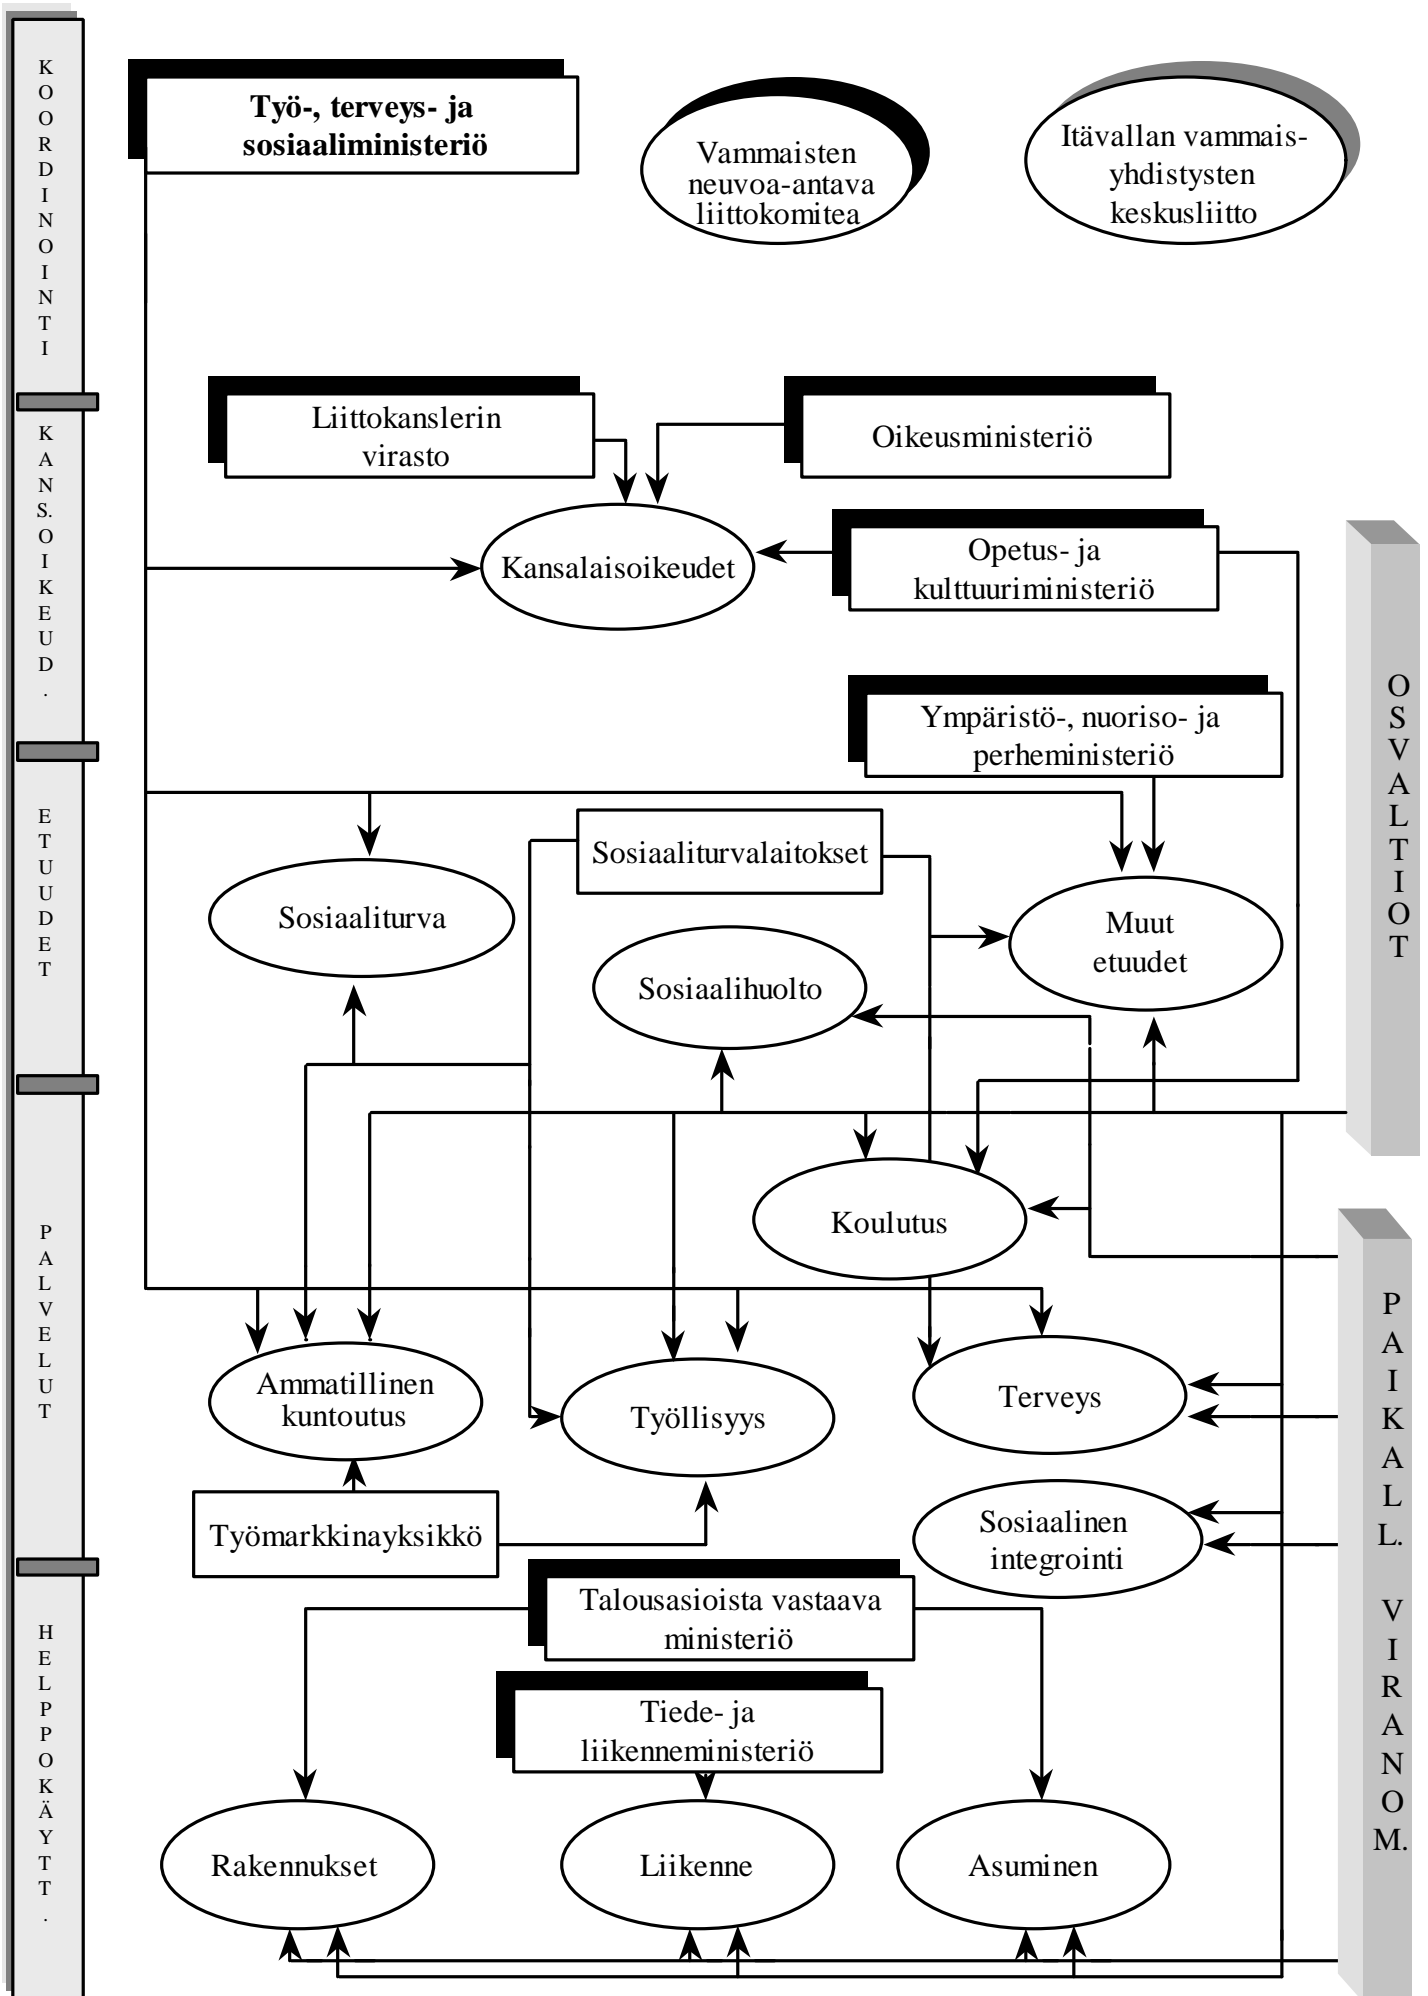 KOORDINOINTI
KANS.OIKEUD.
ETUUDET
PALVELUT
HELPPOKÄYTT.
Työ-, terveys- ja
sosiaaliministeriö
Vammaisten
neuvoa-antava
liittokomitea
Itävallan vammais-
yhdistysten
keskusliitto
Liittokanslerin
virasto
Oikeusministeriö
Kansalaisoikeudet
Opetus- ja
kulttuuriministeriö
Ympäristö-, nuoriso- ja
perheministeriö
Sosiaaliturvalaitokset
Sosiaaliturva
Muut
etuudet
Sosiaalihuolto
OSVALTIOT
Koulutus
Ammatillinen
kuntoutus
Työllisyys
Terveys
Työmarkkinayksikkö
Sosiaalinen
integrointi
Talousasioista vastaava
ministeriö
Tiede- ja
liikenneministeriö
Rakennukset
Liikenne
Asuminen
PAIKALL. VIRANOM.